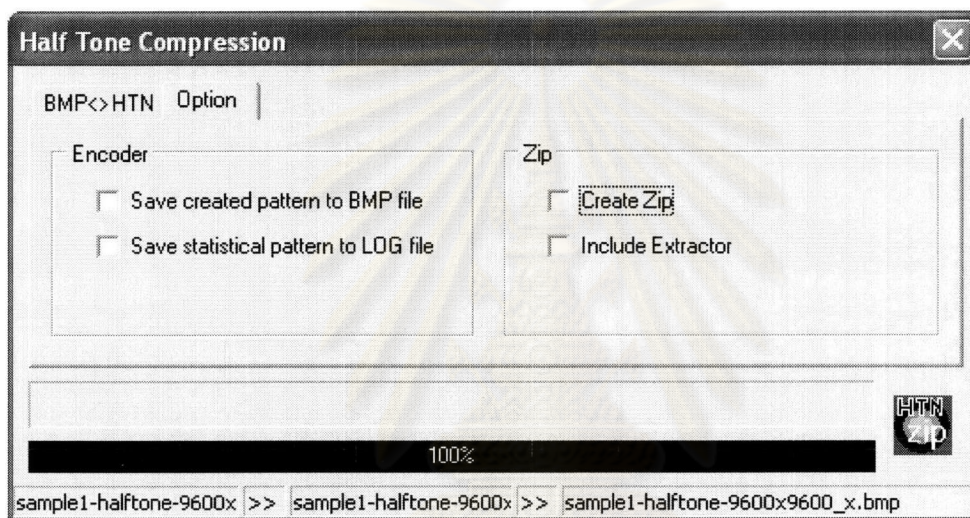 Half Tone Compression
BMP<>HTN Option
Encoder
Save created pattern to BMP file
Save statistical pattern to LOG file
Zip
Create Zip
Include Extractor
HTN
zip
100%
sample1-halftone-9600x >> sample1-halftone-9600x >> sample1-halftone-9600x9600_x.bmp